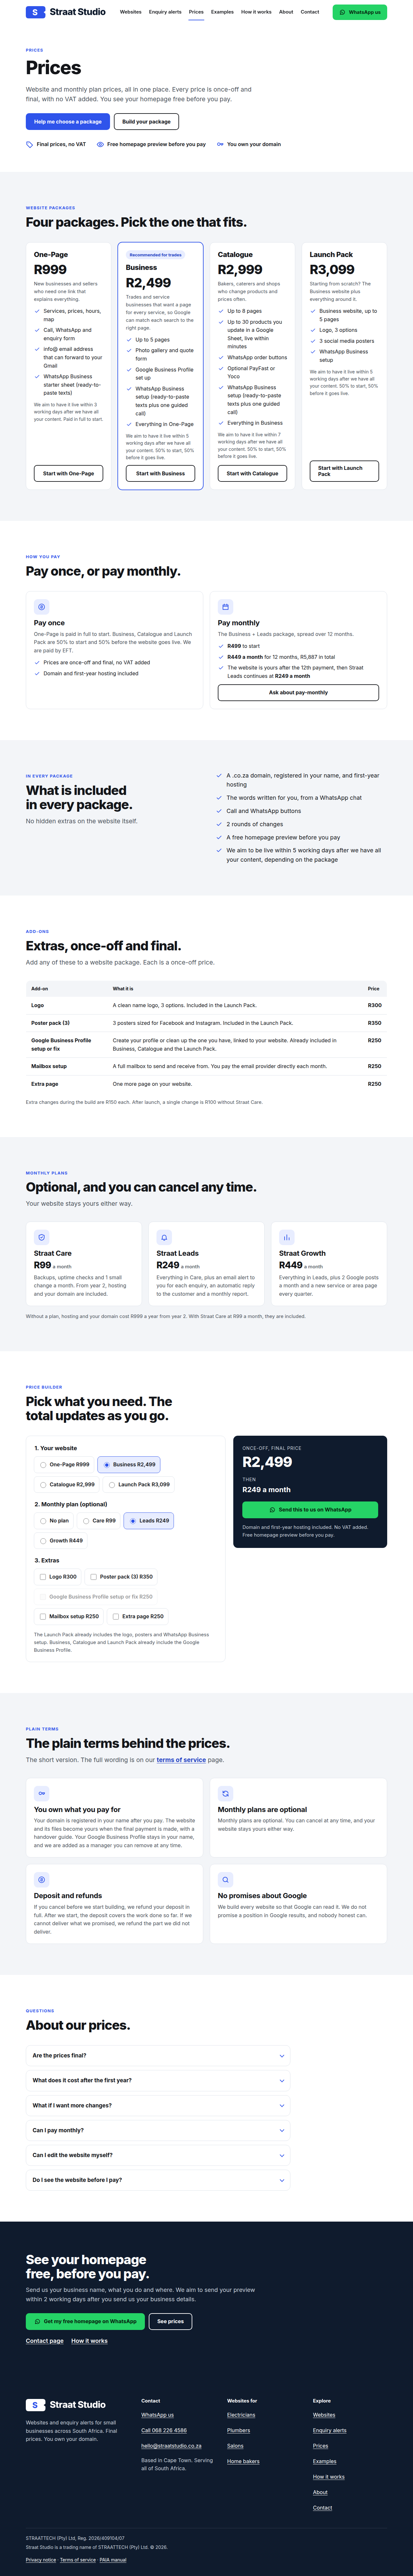 S Straat Studio
Websites Enquiry alerts Prices Examples How it works About Contact
WhatsApp us
PRICES
Prices
Website and monthly plan prices, all in one place. Every price is once-off and
final, with no VAT added. You see your homepage free before you pay.
Help me choose a package
Build your package
Final prices, no VAT
Free homepage preview before you pay
You own your domain
WEBSITE PACKAGES
Four packages. Pick the one that fits.
One-Page
R999
New businesses and sellers
who need one link that
explains everything.
Services, prices, hours,
map
Call, WhatsApp and
enquiry form
info@ email address
that can forward to your
Gmail
WhatsApp Business
starter sheet (ready-to-
paste texts)
We aim to have it live within 3
working days after we have all
your content. Paid in full to start.
Start with One-Page
Recommended for trades
Business
R2,499
Trades and service
businesses that want a page
for every service, so Google
can match each search to the
right page.
Up to 5 pages
Photo gallery and quote
form
Google Business Profile
set up
WhatsApp Business
setup (ready-to-paste
texts plus one guided
call)
Everything in One-Page
We aim to have it live within 5
working days after we have all
your content. 50% to start, 50%
before it goes live.
Start with Business
Catalogue
R2,999
Bakers, caterers and shops
who change products and
prices often.
Up to 8 pages
Up to 30 products you
update in a Google
Sheet, live within
minutes
WhatsApp order buttons
Optional PayFast or
Yoco
WhatsApp Business
setup (ready-to-paste
texts plus one guided
call)
Everything in Business
We aim to have it live within 7
working days after we have all
your content. 50% to start, 50%
before it goes live.
Start with Catalogue
Launch Pack
R3,099
Starting from scratch? The
Business website plus
everything around it.
Business website, up to
5 pages
Logo, 3 options
3 social media posters
WhatsApp Business
setup
We aim to have it live within 5
working days after we have all
your content. 50% to start, 50%
before it goes live.
Start with Launch
Pack
HOW YOU PAY
Pay once, or pay monthly.
Pay once
One-Page is paid in full to start. Business, Catalogue and Launch
Pack are 50% to start and 50% before the website goes live. We
are paid by EFT.
Prices are once-off and final, no VAT added
Domain and first-year hosting included
Pay monthly
The Business + Leads package, spread over 12 months.
R499 to start
R449 a month for 12 months, R5,887 in total
The website is yours after the 12th payment, then Straat
Leads continues at R249 a month
Ask about pay-monthly
IN EVERY PACKAGE
What is included
in every package.
No hidden extras on the website itself.
A .co.za domain, registered in your name, and first-year
hosting
The words written for you, from a WhatsApp chat
Call and WhatsApp buttons
2 rounds of changes
A free homepage preview before you pay
We aim to be live within 5 working days after we have all
your content, depending on the package
ADD-ONS
Extras, once-off and final.
Add any of these to a website package. Each is a once-off price.
Add-on What it is Price
Logo A clean name logo, 3 options. Included in the Launch Pack. R300
Poster pack (3) 3 posters sized for Facebook and Instagram. Included in the Launch Pack. R350
Google Business Profile
setup or fix
Create your profile or clean up the one you have, linked to your website. Already included in
Business, Catalogue and the Launch Pack.
R250
Mailbox setup A full mailbox to send and receive from. You pay the email provider directly each month. R250
Extra page One more page on your website. R250
Extra changes during the build are R150 each. After launch, a single change is R100 without Straat Care.
MONTHLY PLANS
Optional, and you can cancel any time.
Your website stays yours either way.
Straat Care
R99 a month
Backups, uptime checks and 1 small
change a month. From year 2, hosting
and your domain are included.
Straat Leads
R249 a month
Everything in Care, plus an email alert to
you for each enquiry, an automatic reply
to the customer and a monthly report.
Straat Growth
R449 a month
Everything in Leads, plus 2 Google posts
a month and a new service or area page
every quarter.
Without a plan, hosting and your domain cost R999 a year from year 2. With Straat Care at R99 a month, they are included.
PRICE BUILDER
Pick what you need. The
total updates as you go.
1. Your website
One-Page R999
Business R2,499
Catalogue R2,999
Launch Pack R3,099
2. Monthly plan (optional)
No plan
Care R99
Leads R249
Growth R449
3. Extras
Logo R300
Poster pack (3) R350
Google Business Profile setup or fix R250
Mailbox setup R250
Extra page R250
The Launch Pack already includes the logo, posters and WhatsApp Business
setup. Business, Catalogue and Launch Pack already include the Google
Business Profile.
ONCE-OFF, FINAL PRICE
R2,499
THEN
R249 a month
Send this to us on WhatsApp
Domain and first-year hosting included. No VAT added.
Free homepage preview before you pay.
PLAIN TERMS
The plain terms behind the prices.
The short version. The full wording is on our terms of service page.
You own what you pay for
Your domain is registered in your name after you pay. The website
and its files become yours when the final payment is made, with a
handover guide. Your Google Business Profile stays in your name,
and we are added as a manager you can remove at any time.
Monthly plans are optional
Monthly plans are optional. You can cancel at any time, and your
website stays yours either way.
Deposit and refunds
If you cancel before we start building, we refund your deposit in
full. After we start, the deposit covers the work done so far. If we
cannot deliver what we promised, we refund the part we did not
deliver.
No promises about Google
We build every website so that Google can read it. We do not
promise a position in Google results, and nobody honest can.
QUESTIONS
About our prices.
Are the prices final?
What does it cost after the first year?
What if I want more changes?
Can I pay monthly?
Can I edit the website myself?
Do I see the website before I pay?
See your homepage
free, before you pay.
Send us your business name, what you do and where. We aim to send your preview
within 2 working days after you send us your business details.
Get my free homepage on WhatsApp
See prices
Contact page How it works
S Straat Studio
Websites and enquiry alerts for small
businesses across South Africa. Final
prices. You own your domain.
Contact
WhatsApp us
Call 068 226 4586
hello@straatstudio.co.za
Based in Cape Town. Serving
all of South Africa.
Websites for
Electricians
Plumbers
Salons
Home bakers
Explore
Websites
Enquiry alerts
Prices
Examples
How it works
About
Contact
STRAATTECH (Pty) Ltd, Reg. 2026/409104/07
Straat Studio is a trading name of STRAATTECH (Pty) Ltd. © 2026.
Privacy notice · Terms of service · PAIA manual